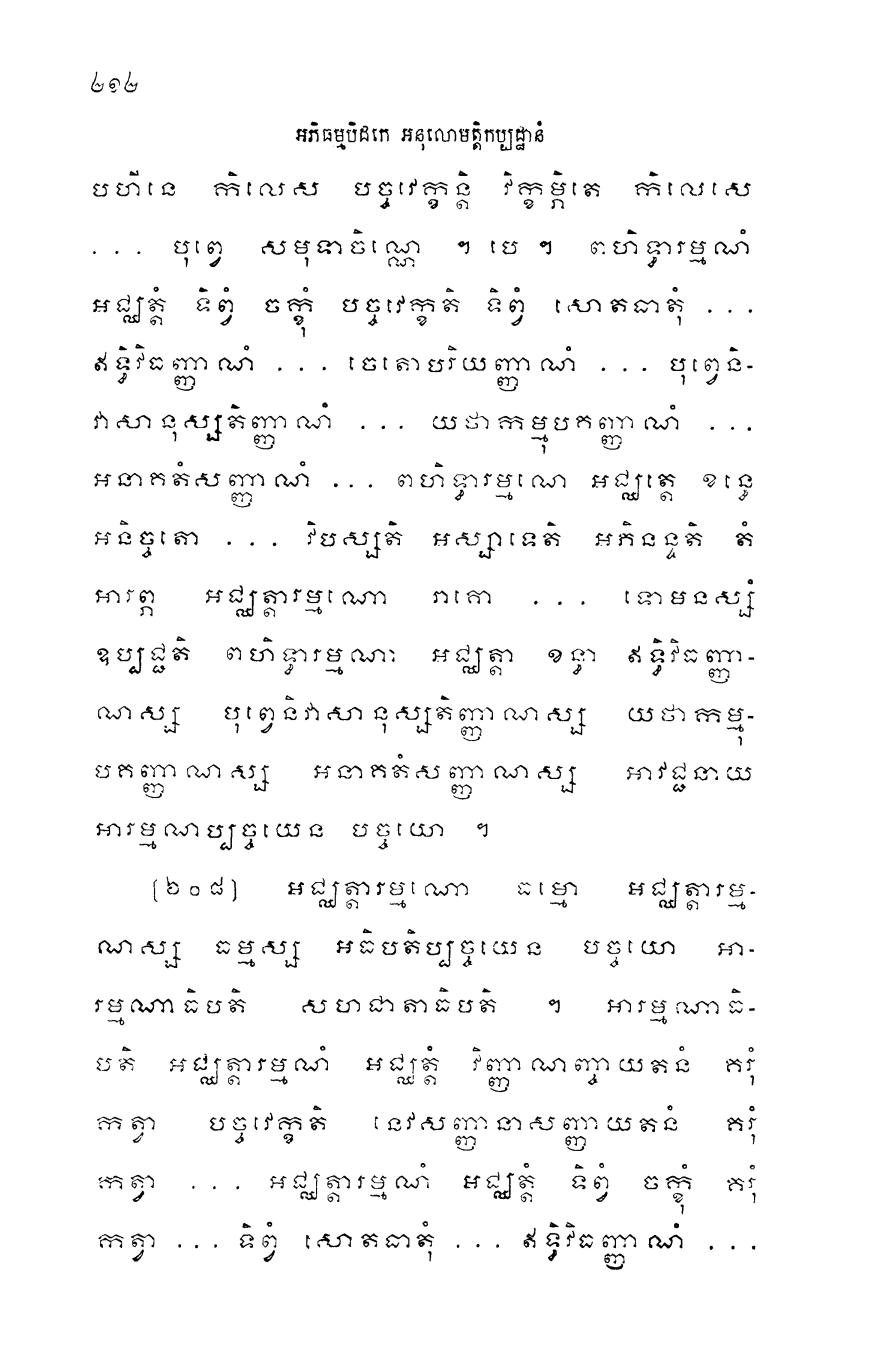 ២១២
អភិធម្មបិដកេ អនុលោមត្តិកប្បដ្ឋានំ
បហីនេ កិលេស បច្ចវេក្ខន្តិ វិក្ខម្ភិតេ កិលេសេ
... បុព្វេ សមុទាចិណ្ណេ ។ បេ ។ ពហិទ្ធារម្មណំ
អជ្ឈត្តំ ទិព្វំ ចក្ខុំ បច្ចវេក្ខតិ ទិព្វំ សោតធាតុំ ...
ឥទ្ធិវិធញ្ញាណំ ... ចេតោបរិយញ្ញាណំ ... បុព្វេនិ-
វាសានុស្សតិញ្ញាណំ ... យថាកម្មុបកញ្ញាណំ ...
អនាគតំសញ្ញាណំ ... ពហិទ្ធារម្មណេ អជ្ឈត្តេ ខន្ធេ
អនិច្ចតោ ... វិបស្សតិ អស្សាទេតិ អភិនន្ទតិ តំ
អារព្ភ អជ្ឈត្តារម្មណោ រាគោ ... ទោមនស្សំ
ឧប្បជ្ជតិ ពហិទ្ធារម្មណា អជ្ឈត្តា ខន្ធា ឥទ្ធិវិធញ្ញា-
ណស្ស បុព្វេនិវាសានុស្សតិញ្ញាណស្ស យថាកម្មុ-
បកញ្ញាណស្ស អនាគតំសញ្ញាណស្ស អាវជ្ជនាយ
អារម្មណប្បច្ចយេន បច្ចយោ ។
[២០៨] អជ្ឈត្តារម្មណោ ធម្មោ អជ្ឈត្តារម្ម-
ណស្ស ធម្មស្ស អធិបតិប្បច្ចយេន បច្ចយោ អា-
រម្មណាធិបតិ សហជាតាធិបតិ ។ អារម្មណាធិ-
បតិ អជ្ឈត្តារម្មណំ អជ្ឈត្តំ វិញ្ញាណញ្ចាយតនំ គរុំ
កត្វា បច្ចវេក្ខតិ នេវសញ្ញានាសញ្ញាយតនំ គរុំ
កត្វា ... អជ្ឈត្តារម្មណំ អជ្ឈត្តំ ទិព្វំ ចក្ខុំ គរុំ
កត្វា ... ទិព្វំ សោតធាតុំ ... ឥទ្ធិវិធញ្ញាណំ ...